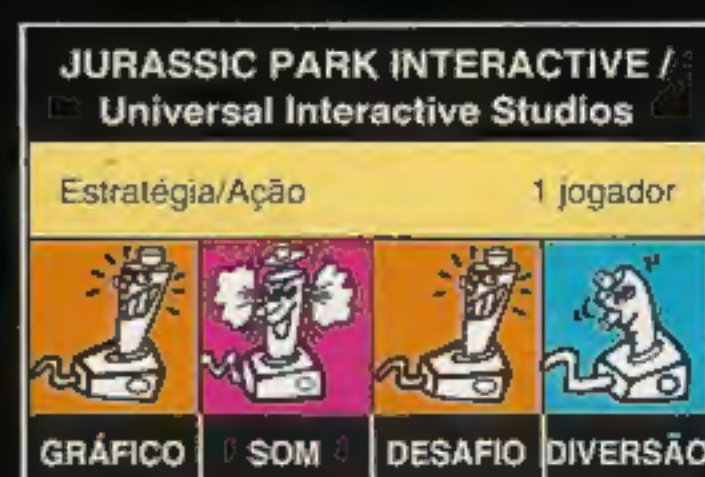 JURASSIC PARK INTERACTIVE /
Universal Interactive Studios
Estratégia/Ação 1 jogador
GRÁFICO SOM DESAFIO DIVERSÃO